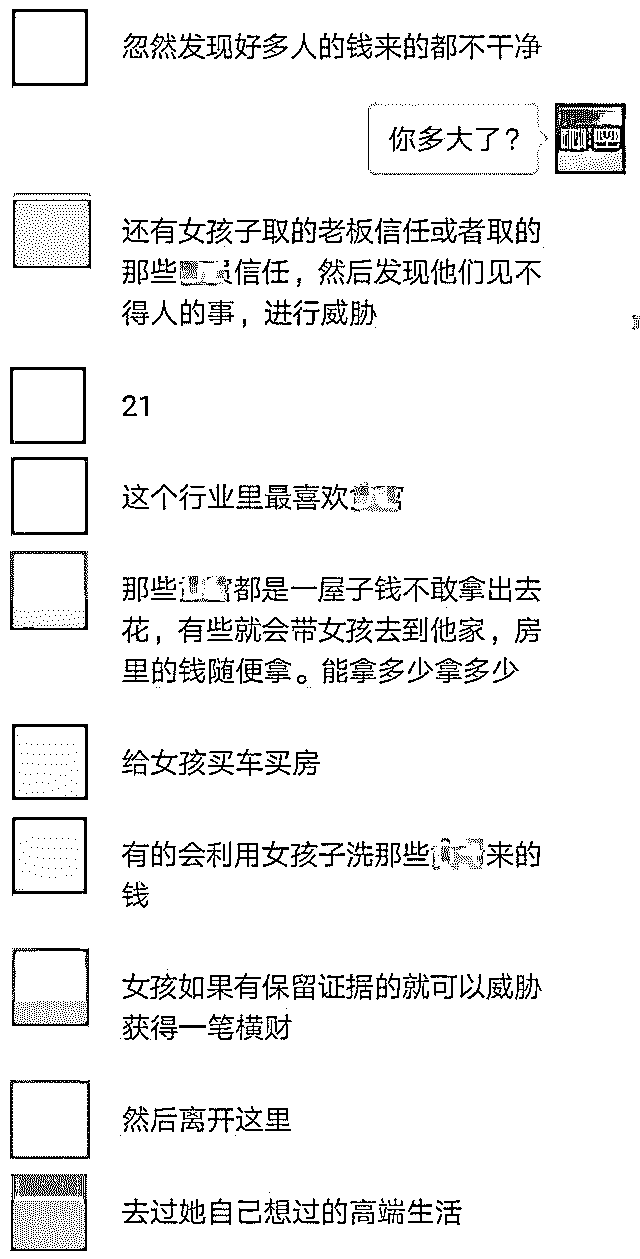 忽然发现好多人的钱来的都不干净
你多大了？
还有女孩子取的老板信任或者取的
那些信任，然后发现他们见不
得人的事，进行威胁
21
这个行业里最喜欢
那些都是一屋子钱不敢拿出去
花，有些就会带女孩去到他家，房
里的钱随便拿。能拿多少拿多少
给女孩买车买房
有的会利用女孩子洗那些来的
钱
女孩如果有保留证据的就可以威胁
获得一笔横财
然后离开这里
去过她自己想过的高端生活